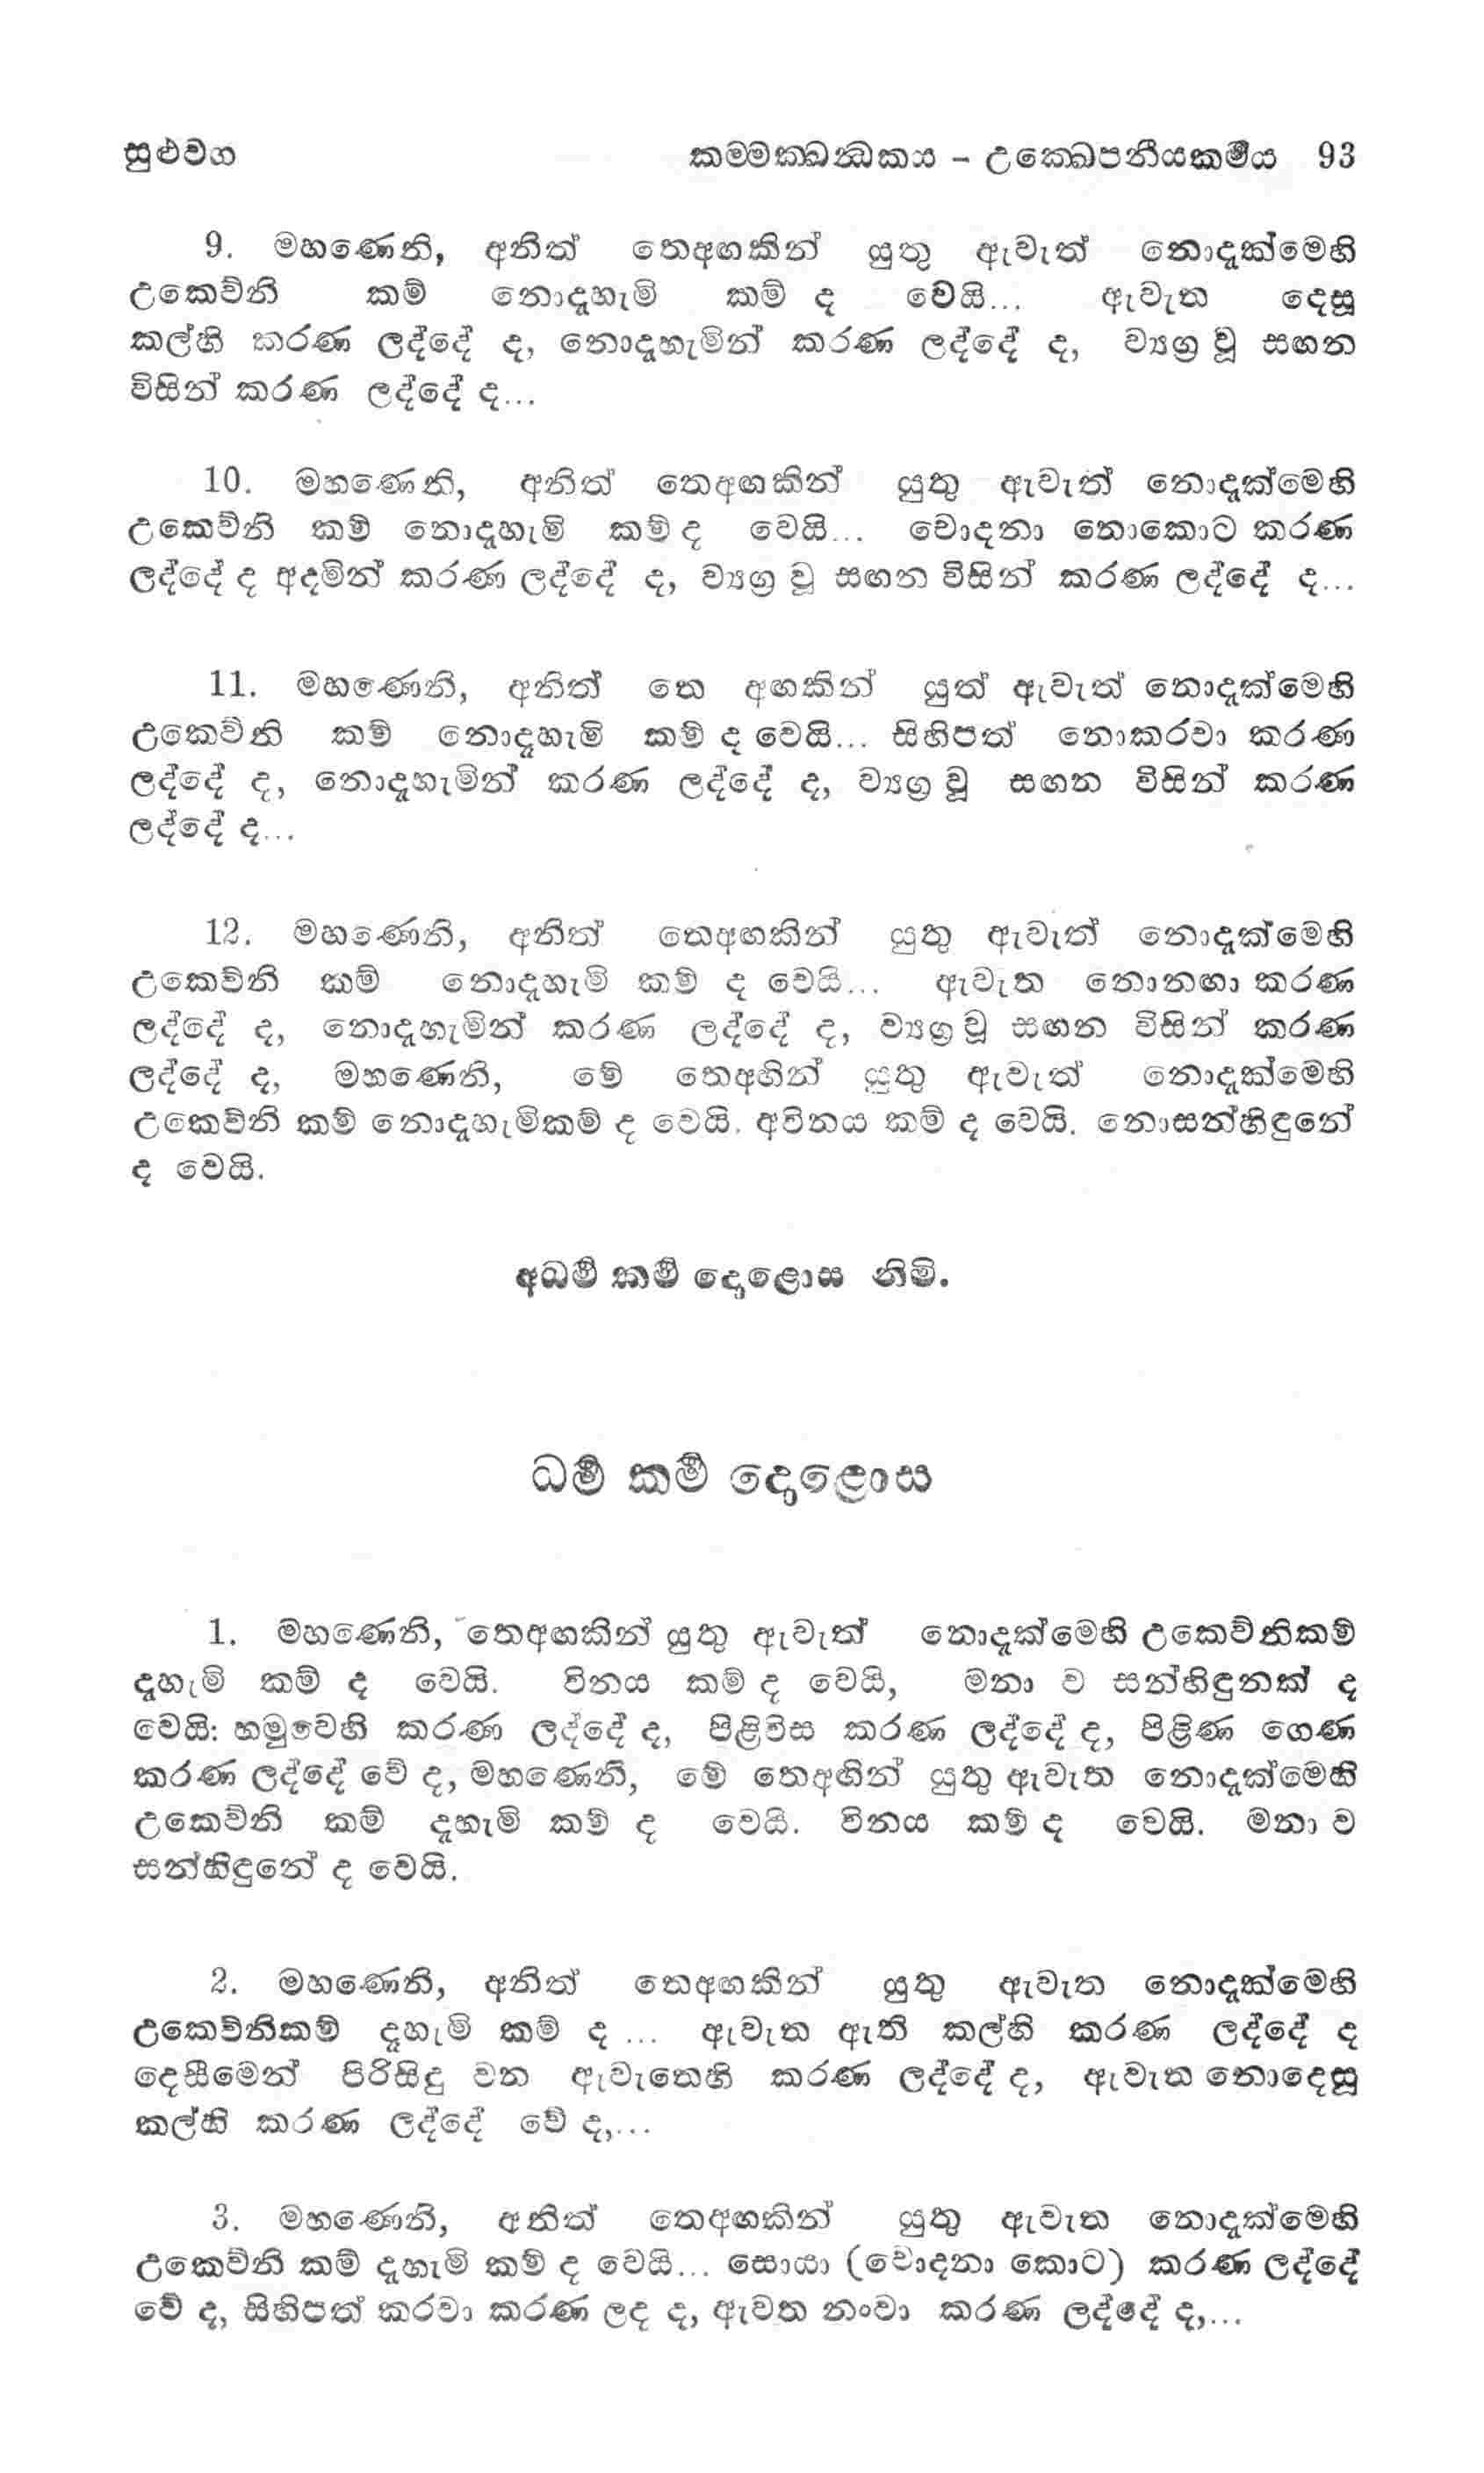 සුළුවග කම්මක්ඛන්ධකය - උක්ඛෙපනීයකර්මය 93
9. මහණෙනි, අනිත් තෙඅඟකින් යුතු ඇවැත් නොදැක්මෙහි
උකෙව්නි කම් නොදැහැමි කම් ද වෙයි... ඇවැත දෙසූ
කල්හි කරණ ලද්දේ ද, නොදැහැමින් කරණ ලද්දේ ද, ව්‍යග්‍ර වූ සඟන
විසින් කරණ ලද්දේ ද...
10. මහණෙනි, අනිත් තෙඅඟකින් යුතු ඇවැත් නොදැක්මෙහි
උකෙව්නි කම් නොදැහැමි කම් ද වෙයි... චොදනා නොකොට කරණ
ලද්දේ ද අදමින් කරණ ලද්දේ ද, ව්‍යග්‍ර වූ සඟන විසින් කරණ ලද්දේ ද...
11. මහණෙනි, අනිත් තෙ අඟකින් යුත් ඇවැත් නොදැක්මෙහි
උකෙව්නි කම් නොදැහැමි කම් ද වෙයි... සිහිපත් නොකරවා කරණ
ලද්දේ ද, නොදැහැමින් කරණ ලද්දේ ද, ව්‍යග්‍ර වූ සඟන විසින් කරණ
ලද්දේ ද...
12. මහණෙනි, අනිත් තෙඅඟකින් යුතු ඇවැත් නොදැක්මෙහි
උකෙව්නි කම් නොදැහැමි කම් ද වෙයි... ඇවැත නොනඟා කරණ
ලද්දේ ද, නොදැහැමින් කරණ ලද්දේ ද, ව්‍යග්‍ර වූ සඟන විසින් කරණ
ලද්දේ ද, මහණෙනි, මේ තෙඅඟින් යුතු ඇවැත් නොදැක්මෙහි
උකෙව්නි කම් නොදැහැමිකම් ද වෙයි. අවිනය කම් ද වෙයි. නොසන්හිඳුනේ
ද වෙයි.
අධර්ම කර්ම දොළොස නිමි.
ධර්ම කර්ම දොළොස
1. මහණෙනි, තෙඅඟකින් යුතු ඇවැත් නොදැක්මෙහි උකෙව්නිකම්
දැහැමි කම් ද වෙයි. විනය කම් ද වෙයි, මනා ව සන්හිඳුනක් ද
වෙයි: හමුවෙහි කරණ ලද්දේ ද, පිළිවිස කරණ ලද්දේ ද, පිළිණ ගෙණ
කරණ ලද්දේ වේ ද, මහණෙනි, මේ තෙඅඟින් යුතු ඇවැත නොදැක්මෙහි
උකෙව්නි කම් දැහැමි කම් ද වෙයි. විනය කම් ද වෙයි. මනා ව
සන්හිඳුනේ ද වෙයි.
2. මහණෙනි, අනිත් තෙඅඟකින් යුතු ඇවැත නොදැක්මෙහි
උකෙව්නිකම් දැහැමි කම් ද ... ඇවැත ඇති කල්හි කරණ ලද්දේ ද
දෙසීමෙන් පිරිසිදු වන ඇවැතෙහි කරණ ලද්දේ ද, ඇවැත නොදෙසූ
කල්හි කරණ ලද්දේ වේ ද,...
3. මහණෙනි, අනිත් තෙඅඟකින් යුතු ඇවැත නොදැක්මෙහි
උකෙව්නි කම් දැහැමි කම් ද වෙයි... සොයා (චොදනා කොට) කරණ ලද්දේ
වේ ද, සිහිපත් කරවා කරණ ලද ද, ඇවත නංවා කරණ ලද්දේ ද,...